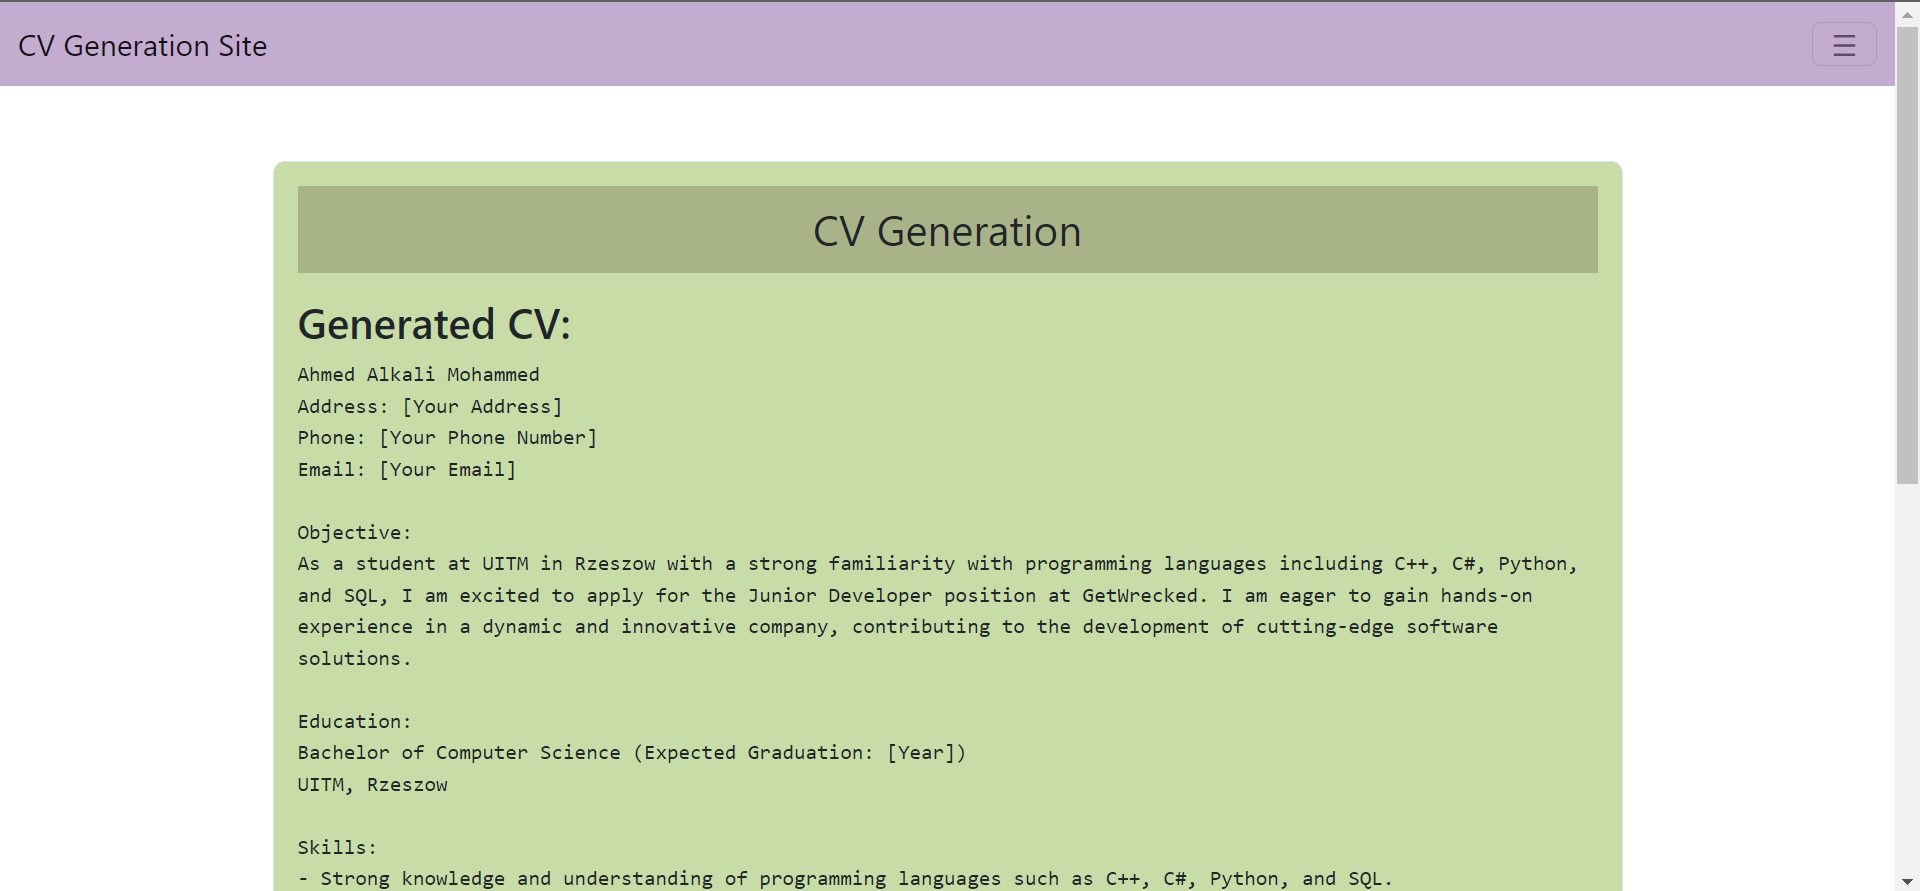 CV Generation Site
CV Generation
Generated CV:
Ahmed Alkali Mohammed
Address: [Your Address]
Phone: [Your Phone Number]
Email: [Your Email]
Objective:
As a student at UITM in Rzeszow with a strong familiarity with programming languages including C++, C#, Python,
and SQL, I am excited to apply for the Junior Developer position at GetWrecked. I am eager to gain hands-on
experience in a dynamic and innovative company, contributing to the development of cutting-edge software
solutions.
Education:
Bachelor of Computer Science (Expected Graduation: [Year])
UITM, Rzeszow
Skills:
- Strong knowledge and understanding of programming languages such as C++, C#, Python, and SQL.